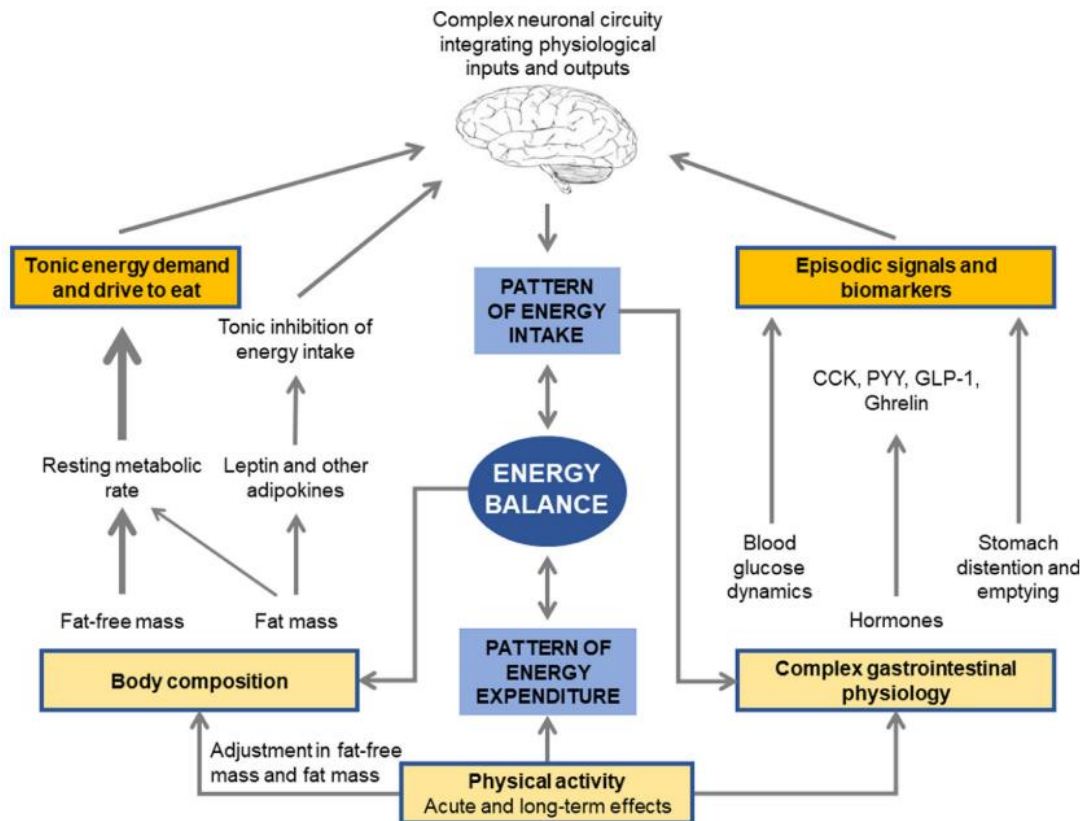 Complex neuronal circuity
integrating physiological
inputs and outputs
Tonic energy demand
and drive to eat
Tonic inhibition of
energy intake
PATTERN
OF ENERGY
INTAKE
Episodic signals and
biomarkers
CCK, PYY, GLP-1,
Ghrelin
Resting metabolic
rate
Leptin and other
adipokines
ENERGY
BALANCE
Blood
glucose
dynamics
Stomach
distention and
emptying
Fat-free mass
Fat mass
Hormones
Body composition
PATTERN OF
ENERGY
EXPENDITURE
Complex gastrointestinal
physiology
Adjustment in fat-free
mass and fat mass
Physical activity
Acute and long-term effects